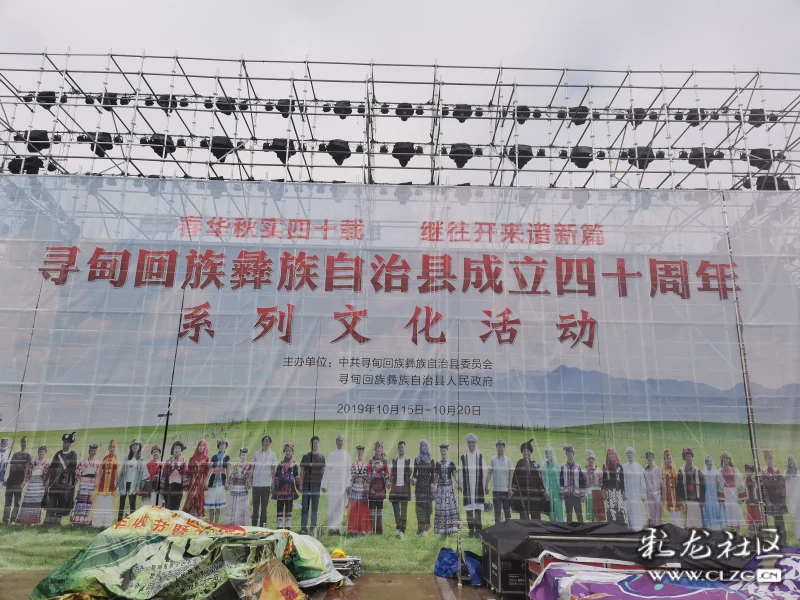 春华秋实四十载 继往开来谱新篇
寻甸回族彝族自治县成立四十周年
系列文化活动
主办单位：中共寻甸回族彝族自治县委员会
寻甸回族彝族自治县人民政府
2019年10月15日-10月20日
彩龙社区
WWW.CLZG.CN